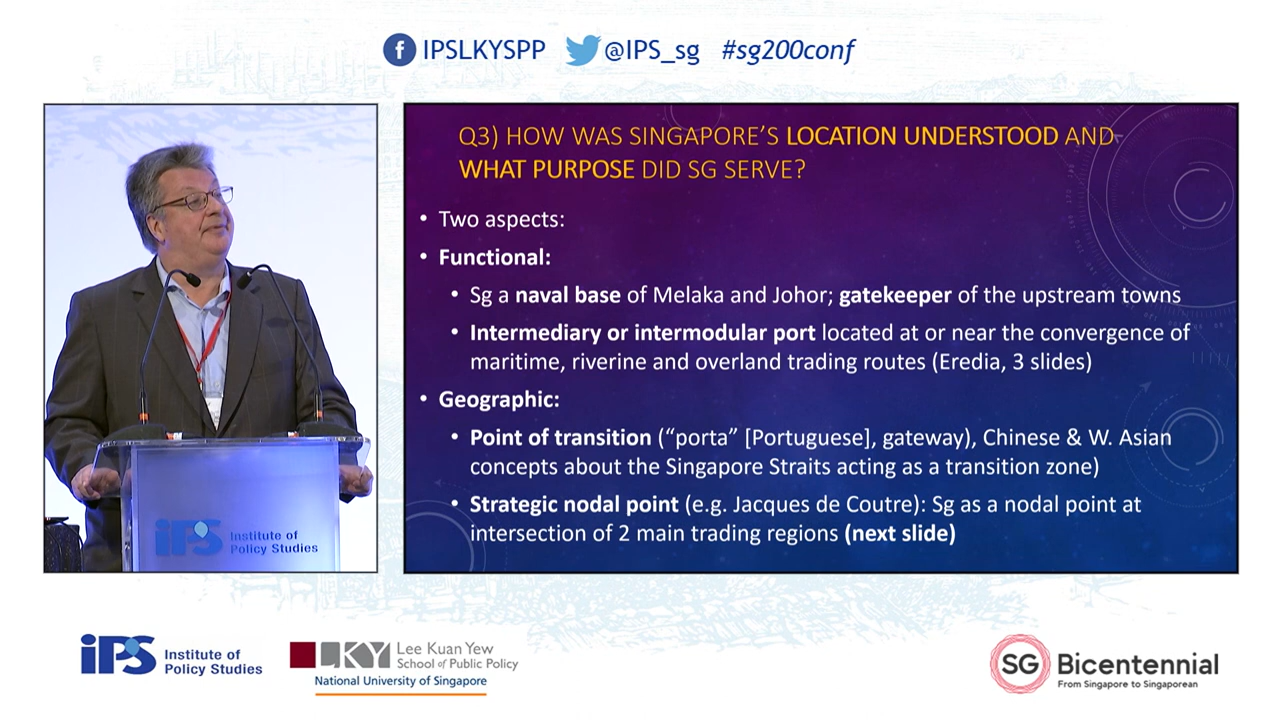 IPSLKYSPP @IPS_sg #sg200conf
Q3) HOW WAS SINGAPORE'S LOCATION UNDERSTOOD AND
WHAT PURPOSE DID SG SERVE?
• Two aspects:
• Functional:
• Sg a naval base of Melaka and Johor; gatekeeper of the upstream towns
• Intermediary or intermodular port located at or near the convergence of
maritime, riverine and overland trading routes (Eredia, 3 slides)
• Geographic:
• Point of transition (“porta” [Portuguese], gateway), Chinese & W. Asian
concepts about the Singapore Straits acting as a transition zone)
• Strategic nodal point (e.g. Jacques de Coutre): Sg as a nodal point at
intersection of 2 main trading regions (next slide)
iPS Institute of
Policy Studies
iPS Institute of
Policy Studies
LKY Lee Kuan Yew
School of Public Policy
National University of Singapore
SG Bicentennial
From Singapore to Singaporean